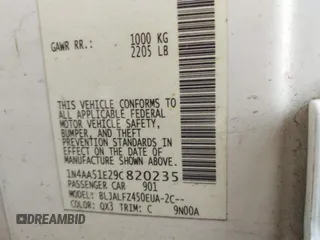 GAWR RR.: 1000 KG
2205 LB
THIS VEHICLE CONFORMS TO
ALL APPLICABLE FEDERAL
MOTOR VEHICLE SAFETY,
BUMPER, AND THEFT
PREVENTION STANDARDS IN
EFFECT ON THE DATE OF
MANUFACTURE SHOWN ABOVE.
1N4AA51E29C820235
PASSENGER CAR 901
MODEL: BLJALFZ450EUA-2C--
COLOR: QX3 TRIM: C 9N00A
DYARDBIDD